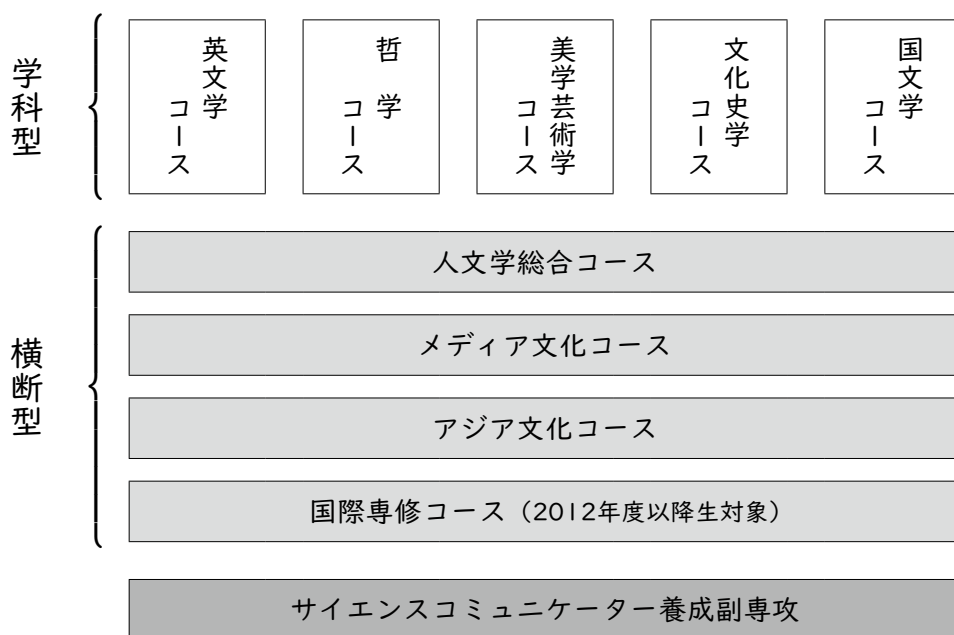 学科型
英文学
コース
哲 学
コース
美学芸術学
コース
文化史学
コース
国文学
コース
横断型
人文学総合コース
メディア文化コース
アジア文化コース
国際専修コース（2012年度以降生対象）
サイエンスコミュニケーター養成副専攻